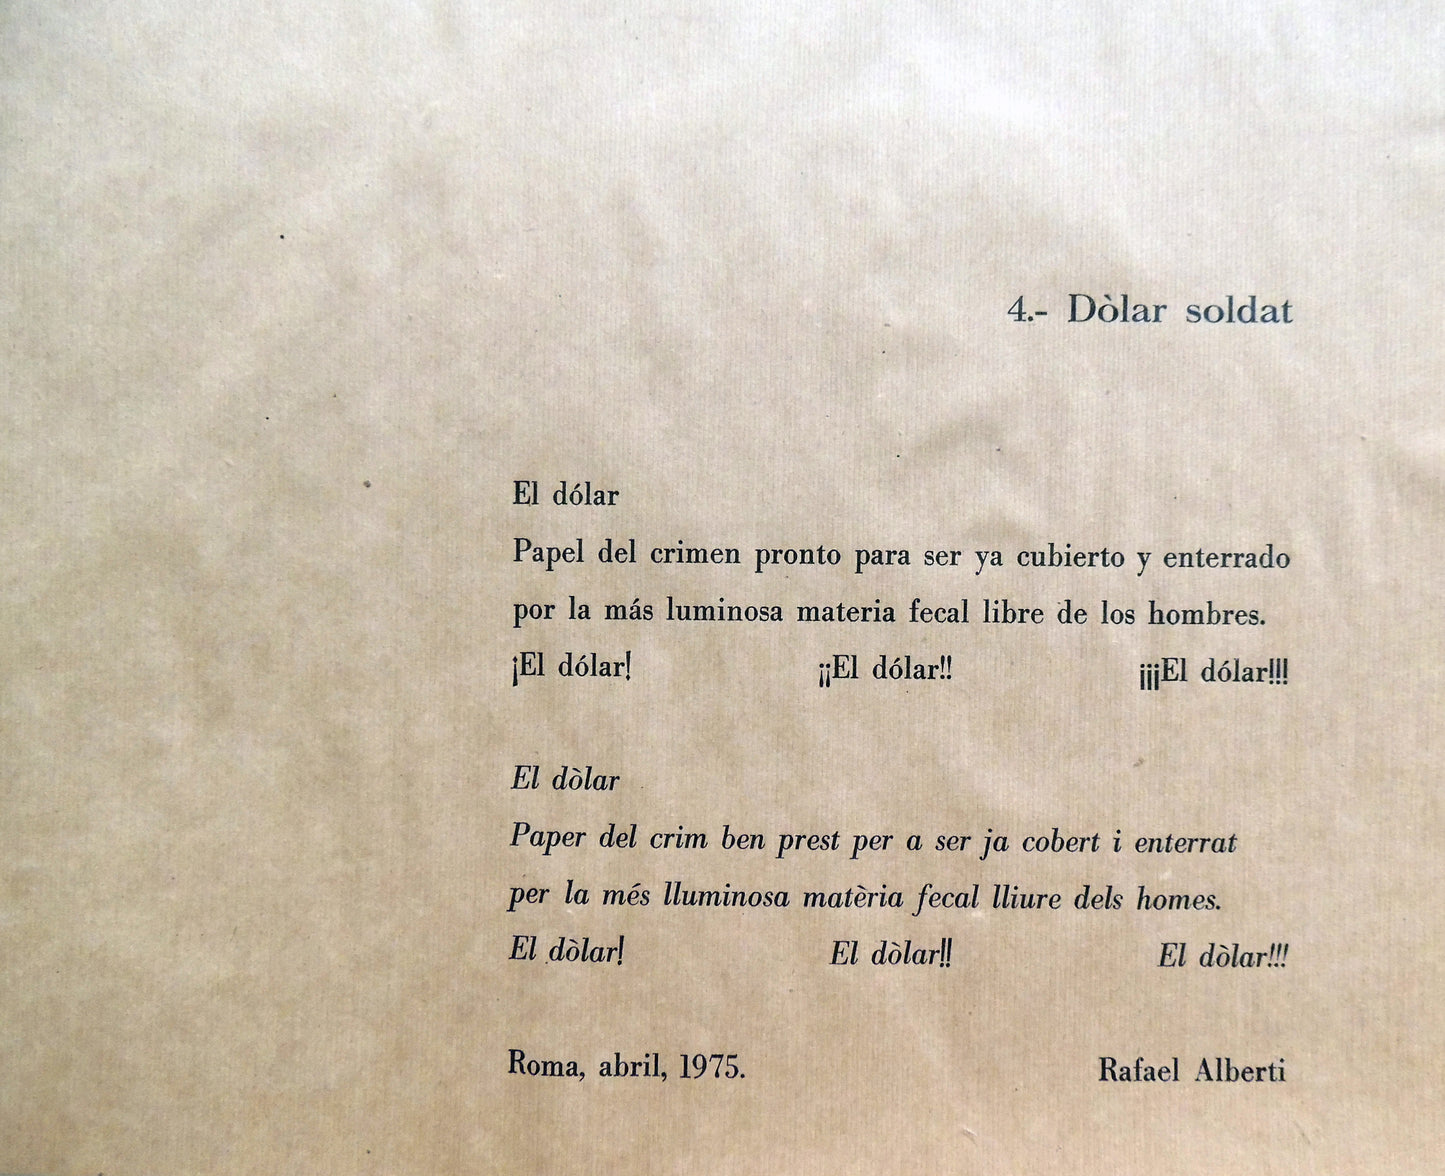 4.- Dòlar soldat
El dólar
Papel del crimen pronto para ser ya cubierto y enterrado
por la más luminosa materia fecal libre de los hombres.
¡El dólar! ¡¡El dólar!! ¡¡¡El dólar!!!
El dòlar
Paper del crim ben prest per a ser ja cobert i enterrat
per la més lluminosa matèria fecal lliure dels homes.
El dòlar! El dòlar!! El dòlar!!!
Roma, abril, 1975. Rafael Alberti